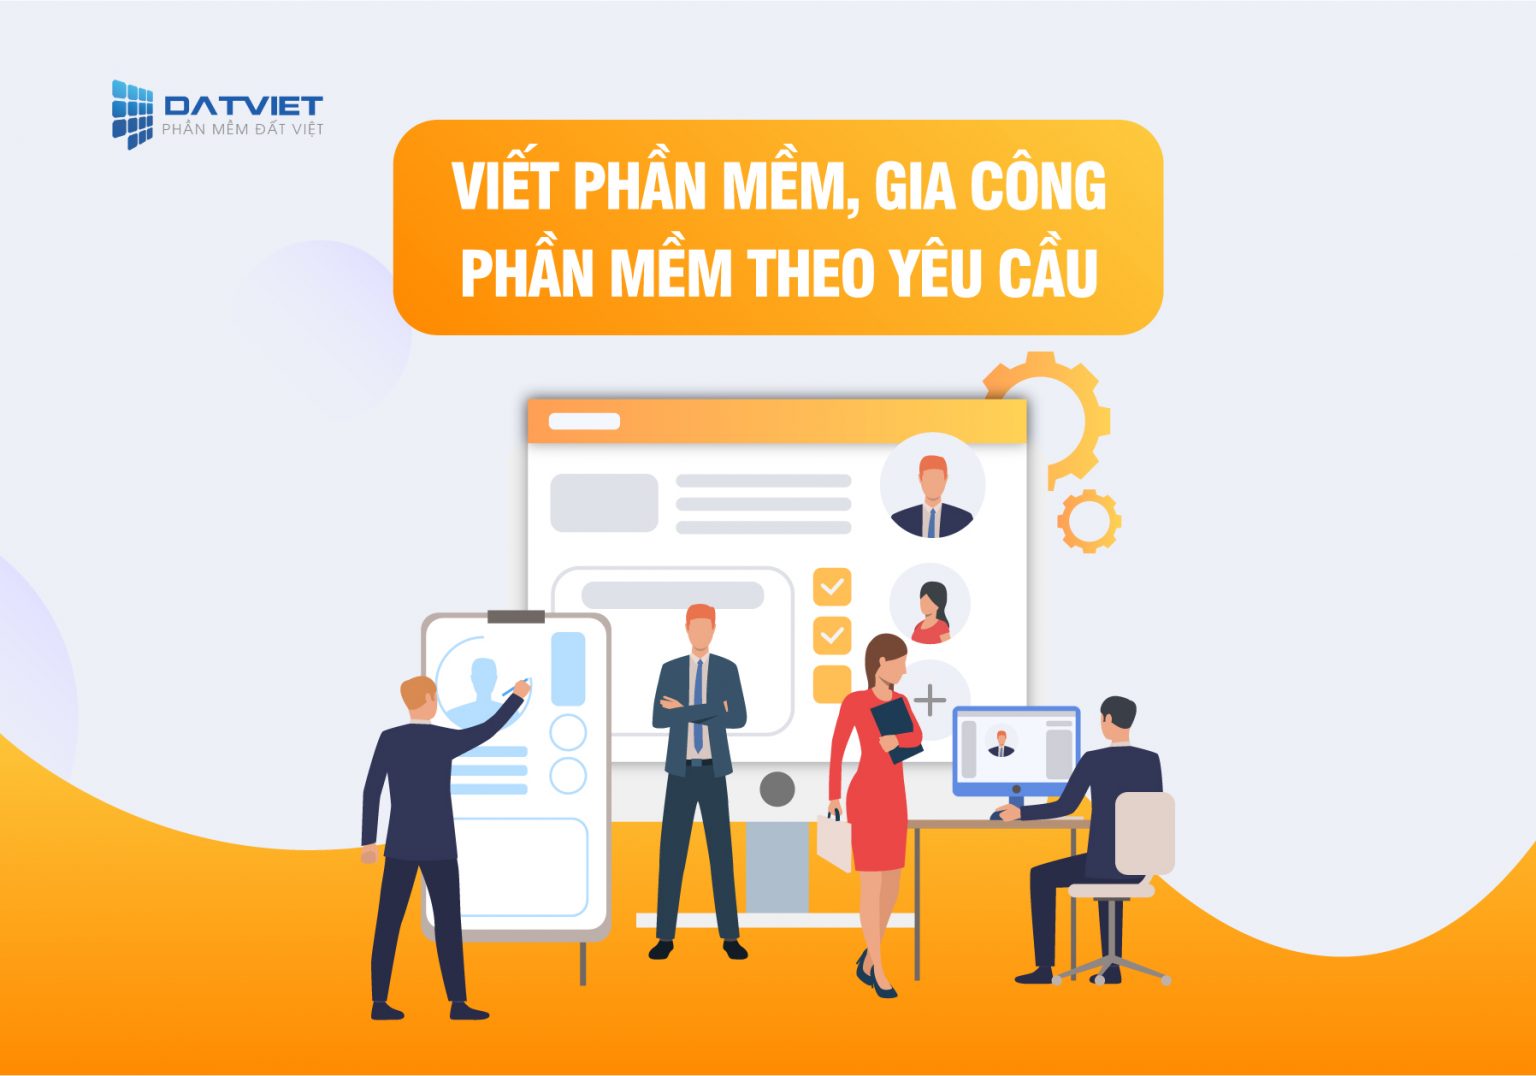 DATVIET
PHẦN MỀM ĐẤT VIỆT
VIẾT PHẦN MỀM, GIA CÔNG
PHẦN MỀM THEO YÊU CẦU